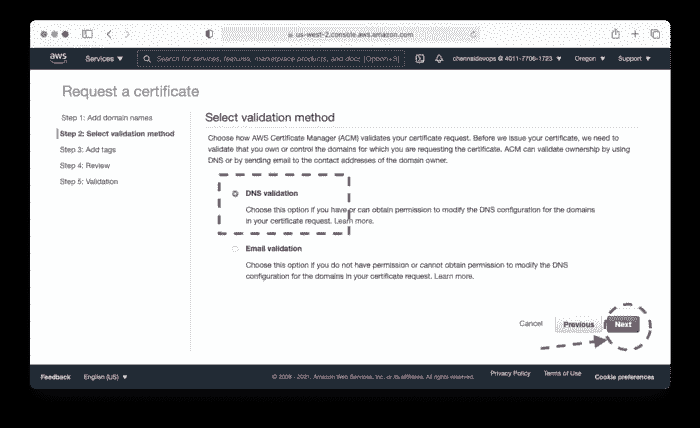 us-west-2.console.aws.amazon.com
aws Services ▼ Search for services, features, marketplace products, and docs [Option+S] chennaidevops @ 4011-7706-1723 ▼ Oregon ▼ Support ▼
Request a certificate
Step 1: Add domain names
Step 2: Select validation method
Step 3: Add tags
Step 4: Review
Step 5: Validation
Select validation method
Choose how AWS Certificate Manager (ACM) validates your certificate request. Before we issue your certificate, we need to
validate that you own or control the domains for which you are requesting the certificate. ACM can validate ownership by using
DNS or by sending email to the contact addresses of the domain owner.
DNS validation
Choose this option if you have or can obtain permission to modify the DNS configuration for the domains
in your certificate request. Learn more.
Email validation
Choose this option if you do not have permission or cannot obtain permission to modify the DNS
configuration for the domains in your certificate request. Learn more.
Cancel Previous Next
Feedback English (US) ▼ © 2008 - 2021, Amazon Web Services, Inc. or its affiliates. All rights reserved. Privacy Policy Terms of Use Cookie preferences